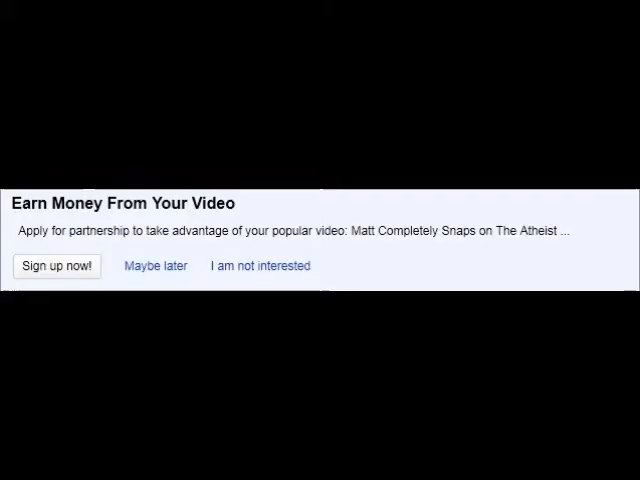 Earn Money From Your Video
Apply for partnership to take advantage of your popular video: Matt Completely Snaps on The Atheist ...
Sign up now! Maybe later I am not interested